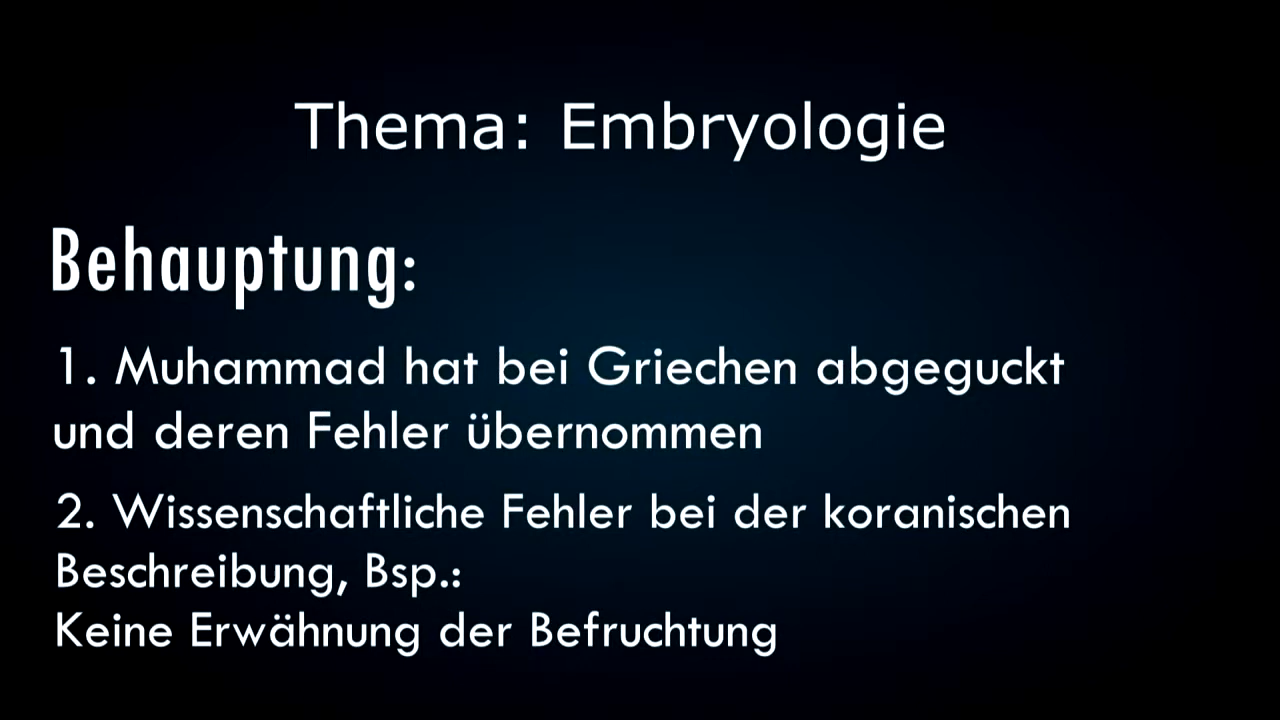 Thema: Embryologie
Behauptung:
1. Muhammad hat bei Griechen abgeguckt
und deren Fehler übernommen
2. Wissenschaftliche Fehler bei der koranischen
Beschreibung, Bsp.:
Keine Erwähnung der Befruchtung